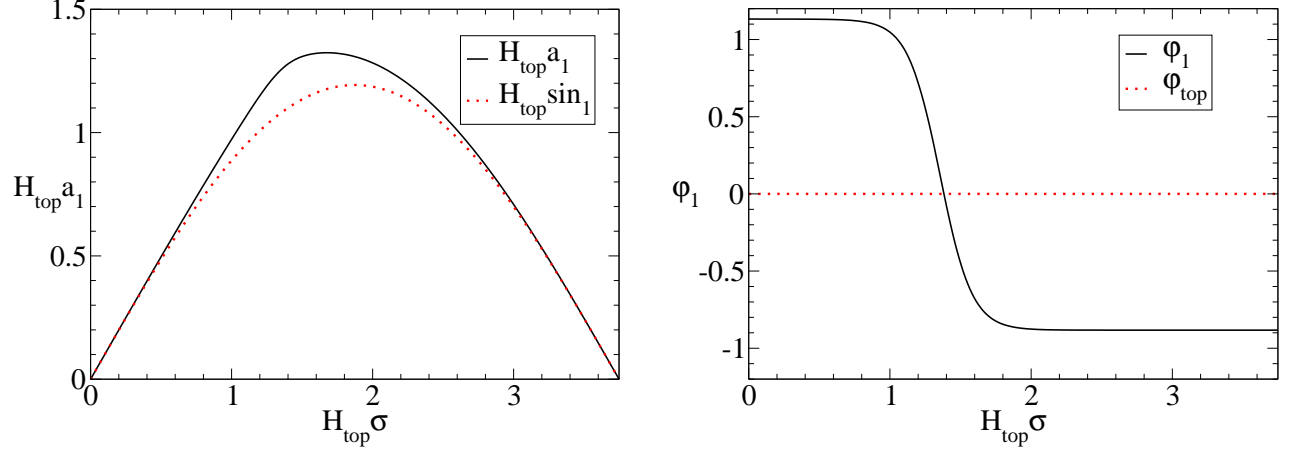 1.5
1
0.5
0
H_top a_1
H_top a_1
H_top sin_1
0 1 2 3
H_top σ
1
0.5
0
-0.5
-1
φ_1
φ_1
φ_top
0 1 2 3
H_top σ